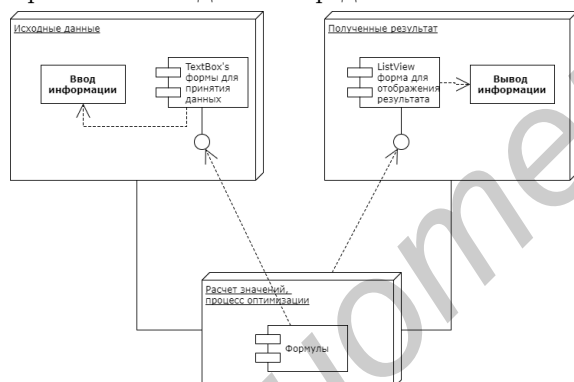 Исходные данные
Ввод
информации
TextBox's
формы для
принятия
данных
Полученные результат
ListView
форма для
отображения
результата
Вывод
информации
Расчет значений,
процесс оптимизации
Формулы